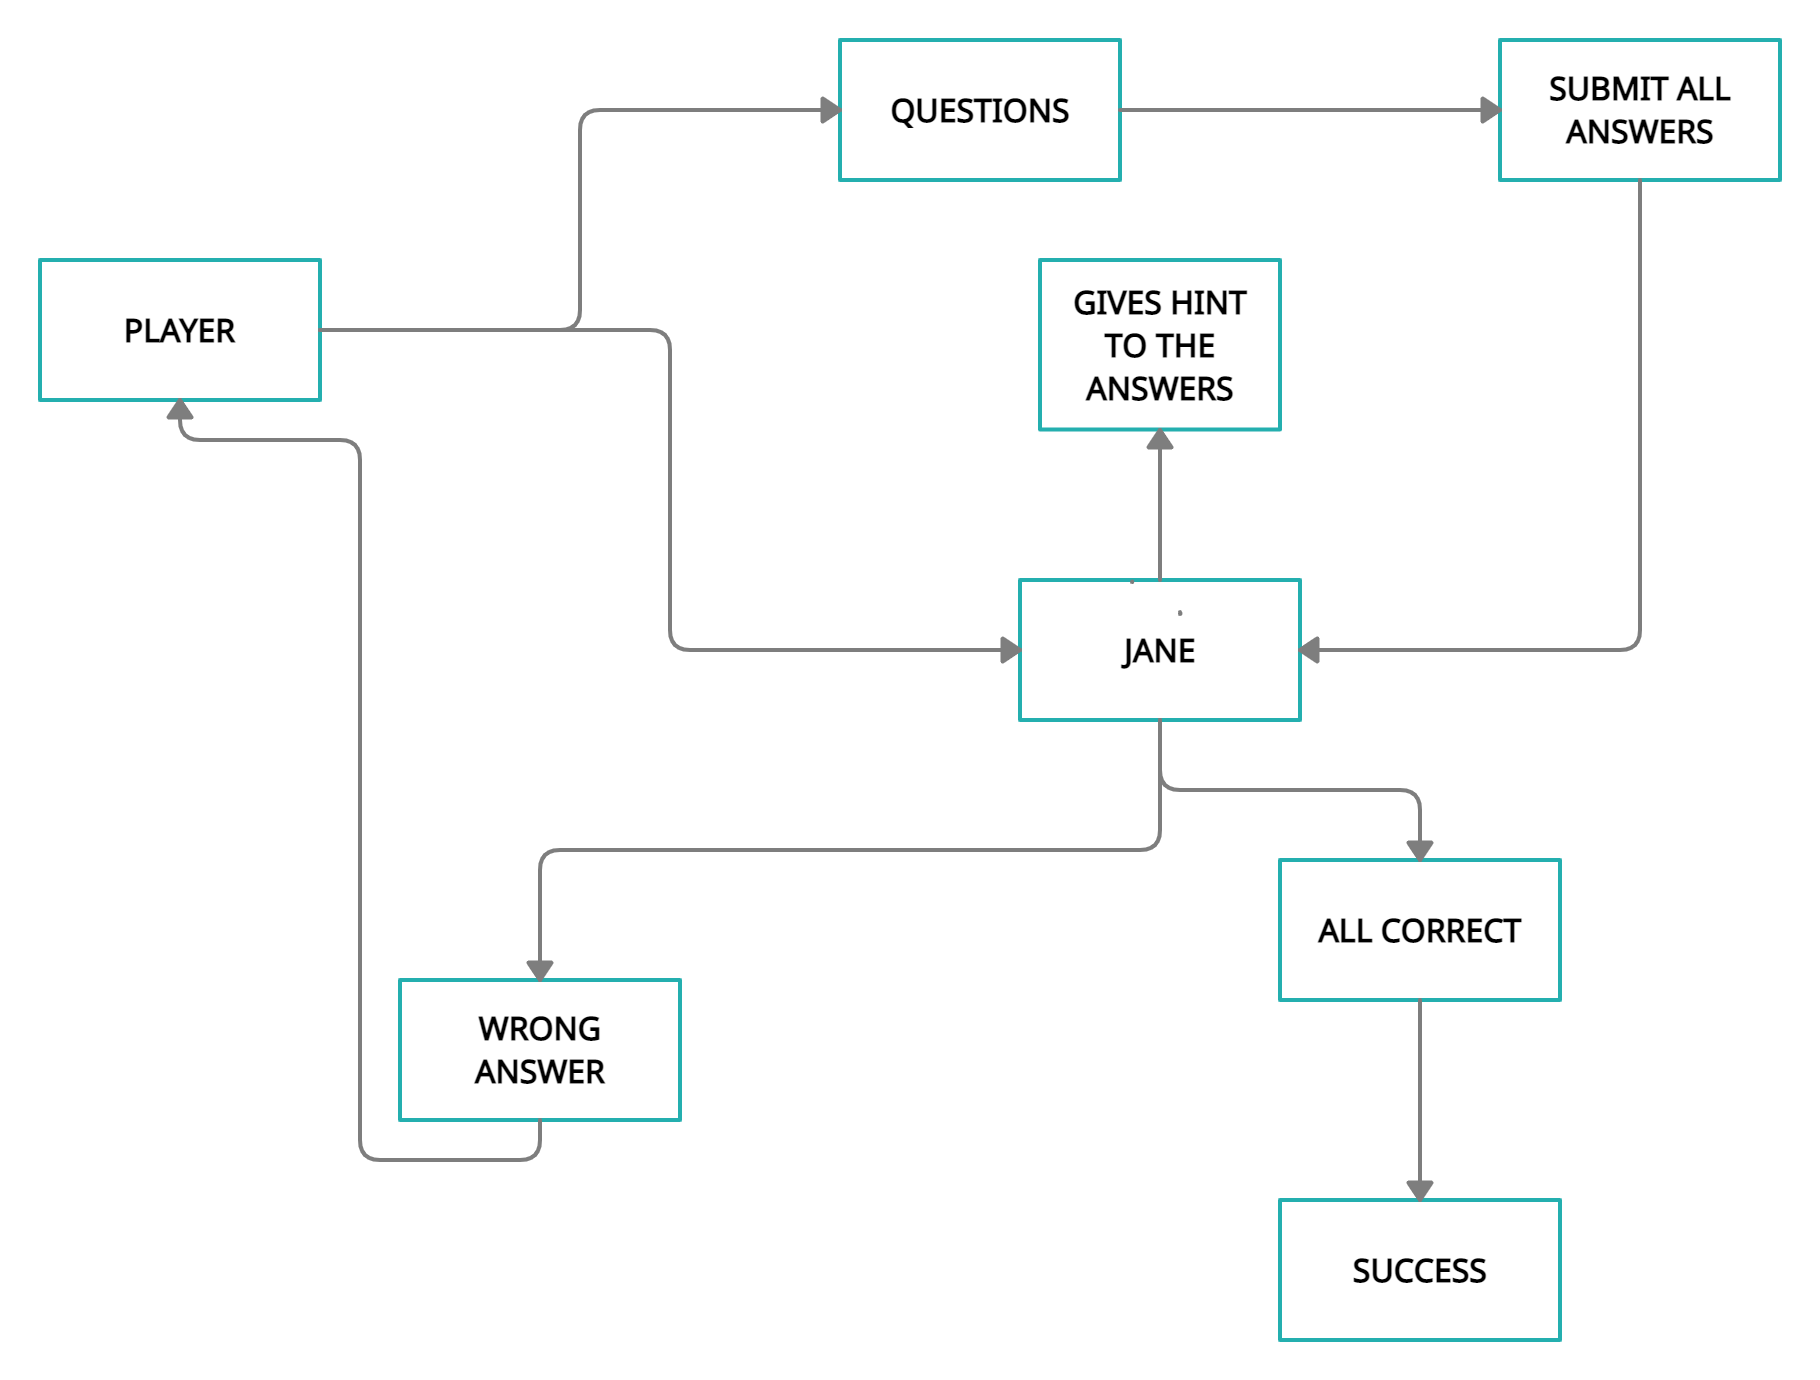 QUESTIONS
SUBMIT ALL
ANSWERS
PLAYER
GIVES HINT
TO THE
ANSWERS
JANE
ALL CORRECT
WRONG
ANSWER
SUCCESS